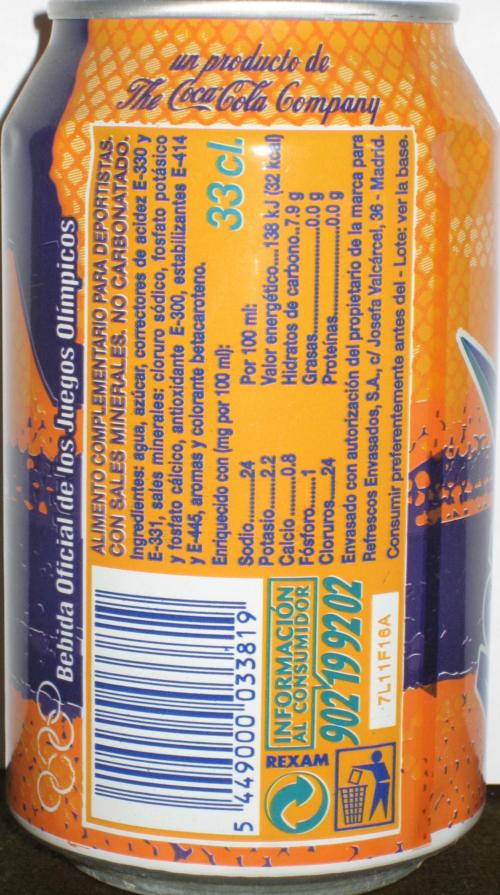 un producto de
The Coca-Cola Company
Bebida Oficial de los Juegos Olímpicos
ALIMENTO COMPLEMENTARIO PARA DEPORTISTAS.
CON SALES MINERALES. NO CARBONATADO.
Ingredientes: agua, azúcar, correctores de acidez E-330 y
E-331, sales minerales: cloruro sódico, fosfato potásico
y fosfato cálcico, antioxidante E-300, estabilizantes E-414
y E-445, aromas y colorante betacaroteno.
33 cl.
Enriquecido con (mg por 100 ml):
Sodio.....24
Potasio.....2.2
Calcio.....0.8
Fósforo.....1
Cloruros.....24
Por 100 ml:
Valor energético....138 kJ (32 kcal)
Hidratos de carbono..7.9 g
Grasas....................0.0 g
Proteínas................0.0 g
Envasado con autorización del propietario de la marca para
Refrescos Envasados, S.A., c/ Josefa Valcárcel, 36 - Madrid.
Consumir preferentemente antes del - Lote: ver la base.
5 449000 033819
INFORMACIÓN
AL CONSUMIDOR
902 19 92 02
7L11F16A
REXAM